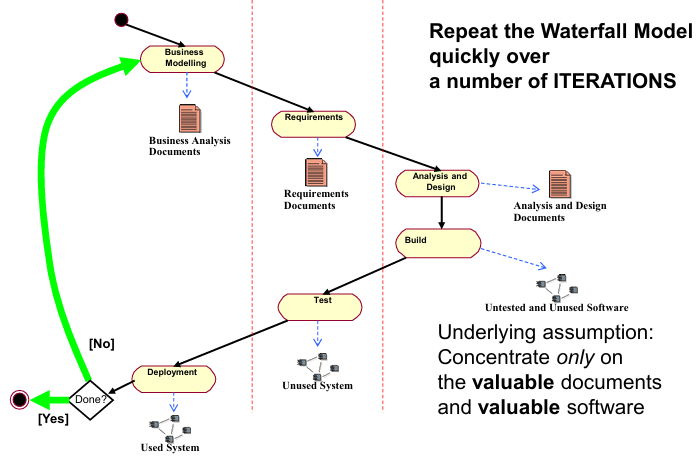 Repeat the Waterfall Model
quickly over
a number of ITERATIONS
Business
Modelling
Business Analysis
Documents
Requirements
Requirements
Documents
Analysis and
Design
Analysis and Design
Documents
Build
Untested and Unused Software
Test
Unused System
Underlying assumption:
Concentrate only on
the valuable documents
and valuable software
Deployment
Used System
Done?
[No]
[Yes]